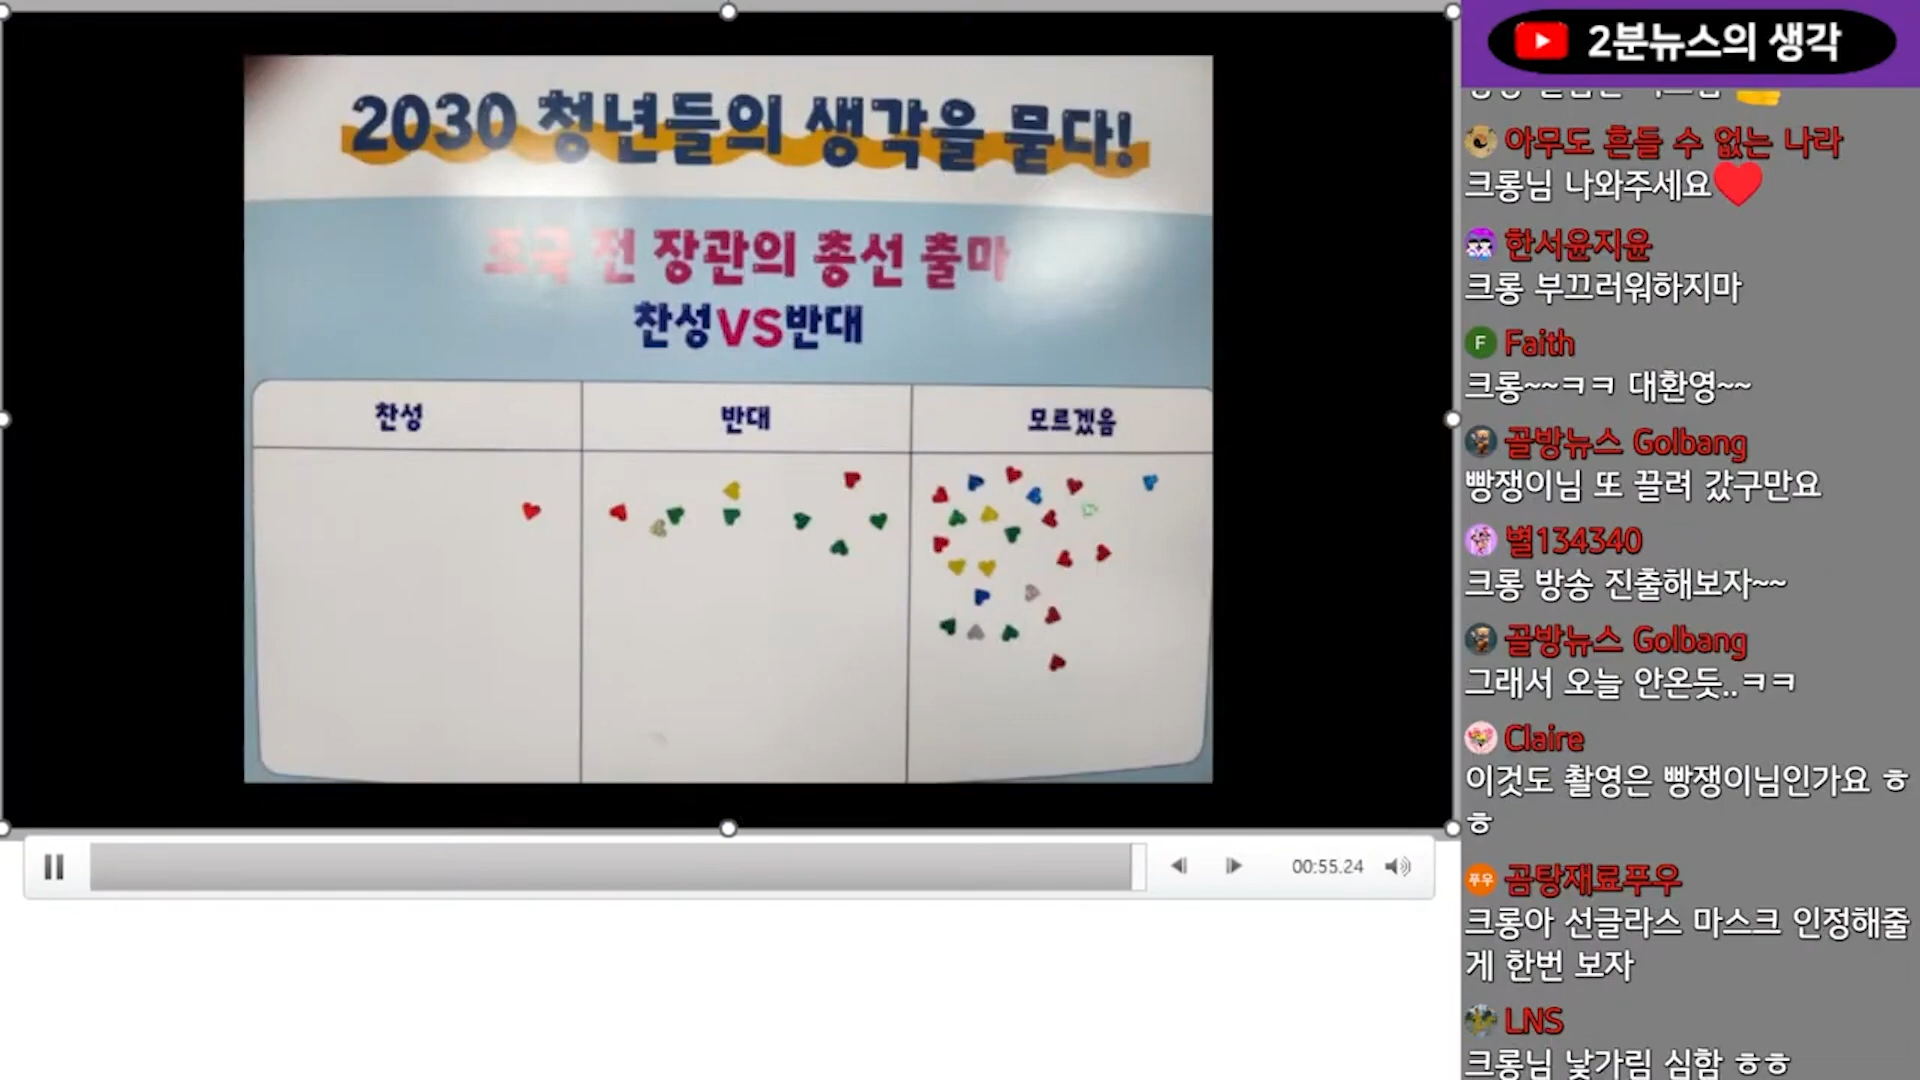 2030 청년들의 생각을 묻다!
조국 전 장관의 총선 출마
찬성VS반대
찬성
반대
모르겠음
00:55.24
2분뉴스의 생각
아무도 흔들 수 없는 나라
크롱님 나와주세요
한서윤지윤
크롱 부끄러워하지마
F Faith
크롱~~ㅋㅋ 대환영~~
골방뉴스 Golbang
빵쟁이님 또 끌려 갔구만요
별134340
크롱 방송 진출해보자~~
골방뉴스 Golbang
그래서 오늘 안온듯..ㅋㅋ
Claire
이것도 촬영은 빵쟁이님인가요 ㅎ
ㅎ
푸우 곰탕재료푸우
크롱아 선글라스 마스크 인정해줄
게 한번 보자
LNS
크롱님 낯가림 심함 ㅎㅎ